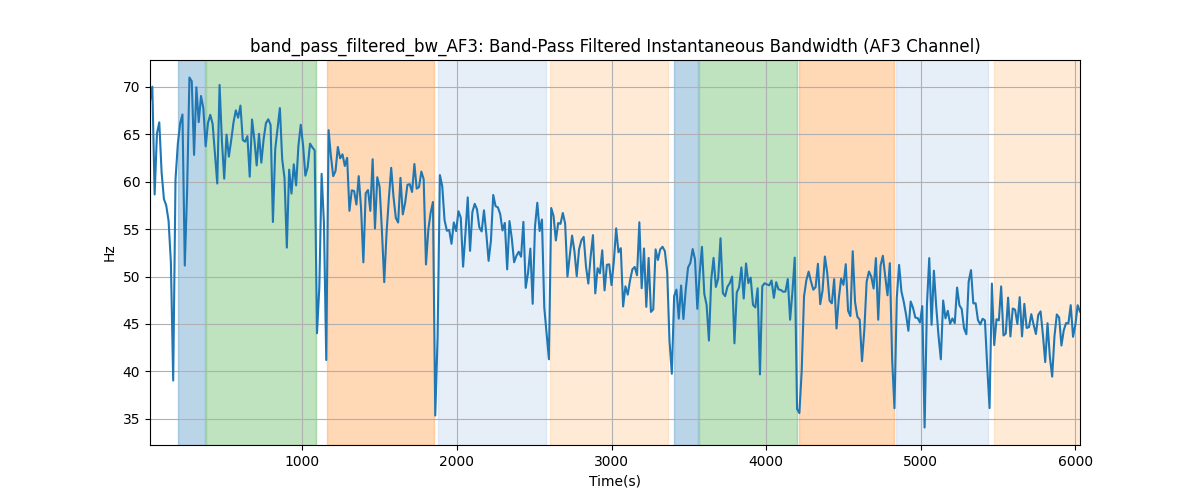 band_pass_filtered_bw_AF3: Band-Pass Filtered Instantaneous Bandwidth (AF3 Channel)
70
65
60
55
50
45
40
35
Hz
1000 2000 3000 4000 5000 6000
Time(s)